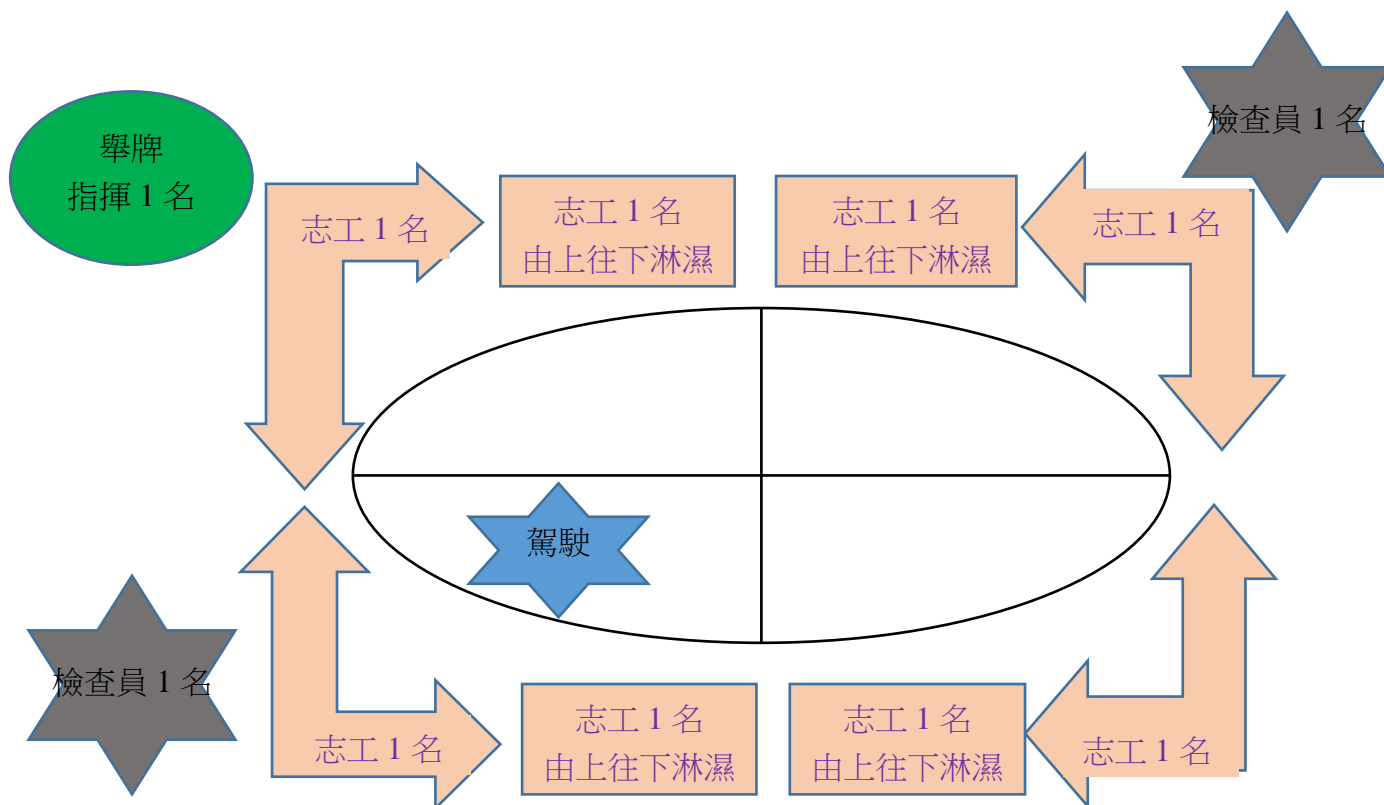 舉牌
指揮 1 名
檢查員 1 名
志工 1 名
志工 1 名
由上往下淋濕
志工 1 名
由上往下淋濕
志工 1 名
駕駛
檢查員 1 名
志工 1 名
志工 1 名
由上往下淋濕
志工 1 名
由上往下淋濕
志工 1 名